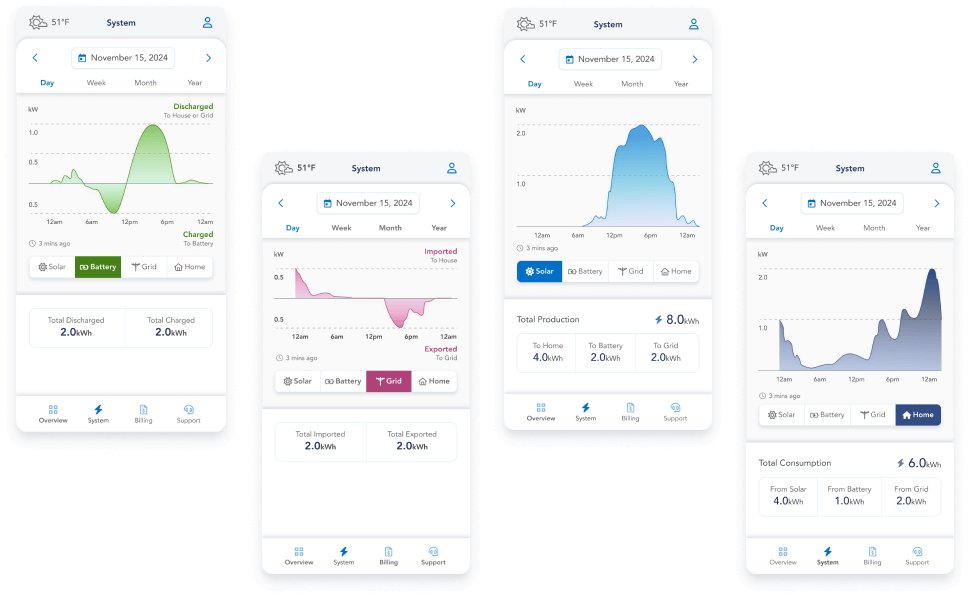 51°F System
November 15, 2024
Day Week Month Year
kW Discharged
To House or Grid
1.0
0.5
0.5
12am 6am 12pm 6pm 12am
Charged
3 mins ago To Battery
Solar Battery Grid Home
Total Discharged Total Charged
2.0kWh 2.0kWh
Overview System Billing Support
51°F System
November 15, 2024
Day Week Month Year
kW Imported
To House
0.5
0.5
12am 6am 12pm 6pm 12am
Exported
3 mins ago To Grid
Solar Battery Grid Home
Total Imported Total Exported
2.0kWh 2.0kWh
Overview System Billing Support
51°F System
November 15, 2024
Day Week Month Year
kW
2.0
1.0
12am 6am 12pm 6pm 12am
3 mins ago
Solar Battery Grid Home
Total Production 8.0kWh
To Home To Battery To Grid
4.0kWh 2.0kWh 2.0kWh
Overview System Billing Support
51°F System
November 15, 2024
Day Week Month Year
kW
2.0
1.0
12am 6am 12pm 6pm 12am
3 mins ago
Solar Battery Grid Home
Total Consumption 6.0kWh
From Solar From Battery From Grid
4.0kWh 1.0kWh 2.0kWh
Overview System Billing Support